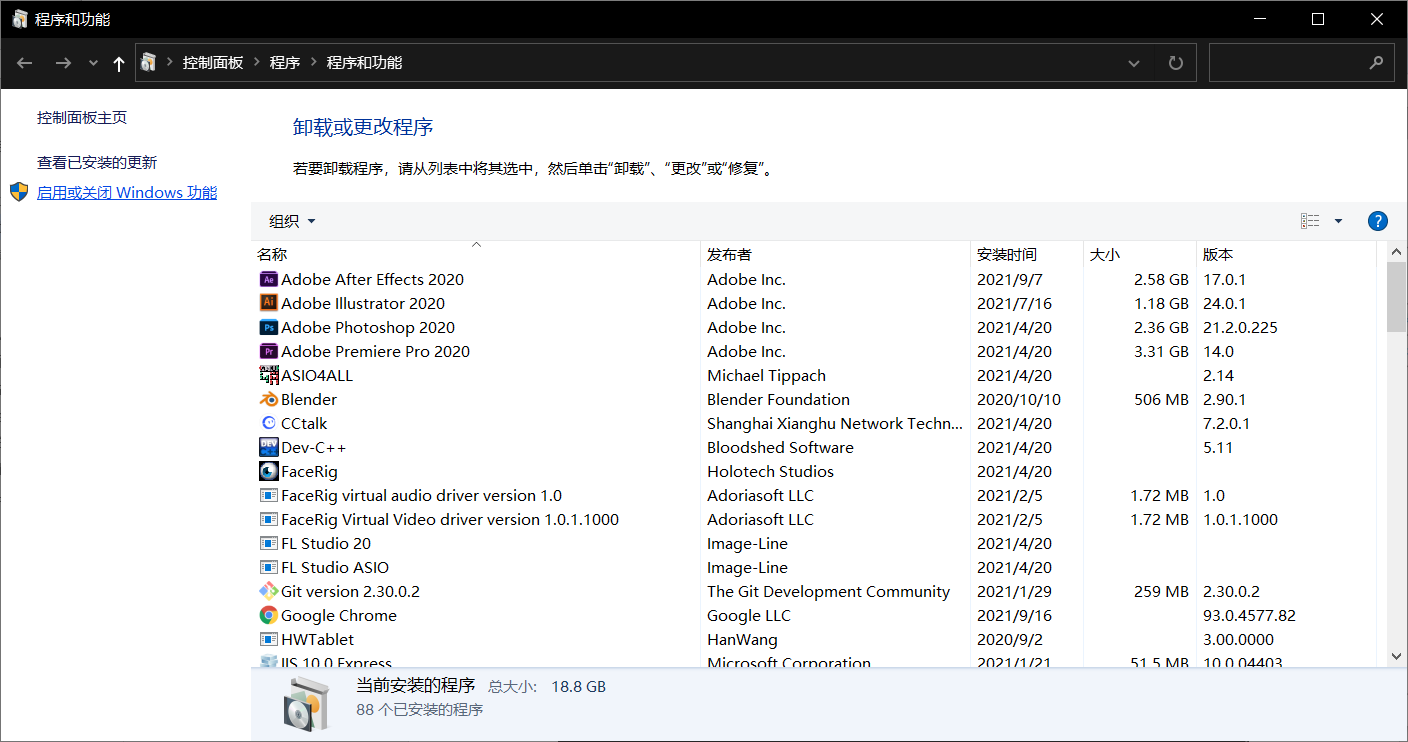 程序和功能
控制面板 程序 程序和功能
控制面板主页
查看已安装的更新
启用或关闭 Windows 功能
卸载或更改程序
若要卸载程序，请从列表中将其选中，然后单击“卸载”、“更改”或“修复”。
组织
?
名称 发布者 安装时间 大小 版本
Ae Adobe After Effects 2020 Adobe Inc. 2021/9/7 2.58 GB 17.0.1
Ai Adobe Illustrator 2020 Adobe Inc. 2021/7/16 1.18 GB 24.0.1
Ps Adobe Photoshop 2020 Adobe Inc. 2021/4/20 2.36 GB 21.2.0.225
Pr Adobe Premiere Pro 2020 Adobe Inc. 2021/4/20 3.31 GB 14.0
ASIO4ALL Michael Tippach 2021/4/20 2.14
Blender Blender Foundation 2020/10/10 506 MB 2.90.1
CCtalk Shanghai Xianghu Network Techn... 2021/4/20 7.2.0.1
DEV Dev-C++ Bloodshed Software 2021/4/20 5.11
FaceRig Holotech Studios 2021/4/20
FaceRig virtual audio driver version 1.0 Adoriasoft LLC 2021/2/5 1.72 MB 1.0
FaceRig Virtual Video driver version 1.0.1.1000 Adoriasoft LLC 2021/2/5 1.72 MB 1.0.1.1000
FL Studio 20 Image-Line 2021/4/20
FL Studio ASIO Image-Line 2021/4/20
Git version 2.30.0.2 The Git Development Community 2021/1/29 259 MB 2.30.0.2
Google Chrome Google LLC 2021/9/16 93.0.4577.82
HWTablet HanWang 2020/9/2 3.00.0000
IIS 10.0 Express Microsoft Corporation 2021/1/21 51.5 MB 10.0.04403
当前安装的程序 总大小: 18.8 GB
88 个已安装的程序